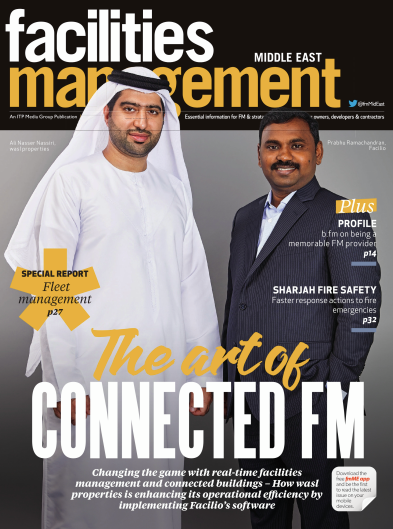 facilities
MIDDLE EAST
management
@fmMidEast
An ITP Media Group Publication
Essential information for FM & strat owners, developers & contractors
Ali Nasser
wasl properties
Prabhu Ramachandran,
Facilio
Plus
PROFILE
b.fm on being a
memorable FM provider
p14
SPECIAL REPORT
Fleet
management
p27
SHARJAH FIRE SAFETY
Faster response actions to fire
emergencies
p32
The art of
CONNECTED FM
Changing the game with real-time facilities
management and connected buildings – How wasl
properties is enhancing its operational efficiency by
implementing Facilio's software
Download the
free fmME app
and be the first
to read the latest
issue on your
mobile
devices.